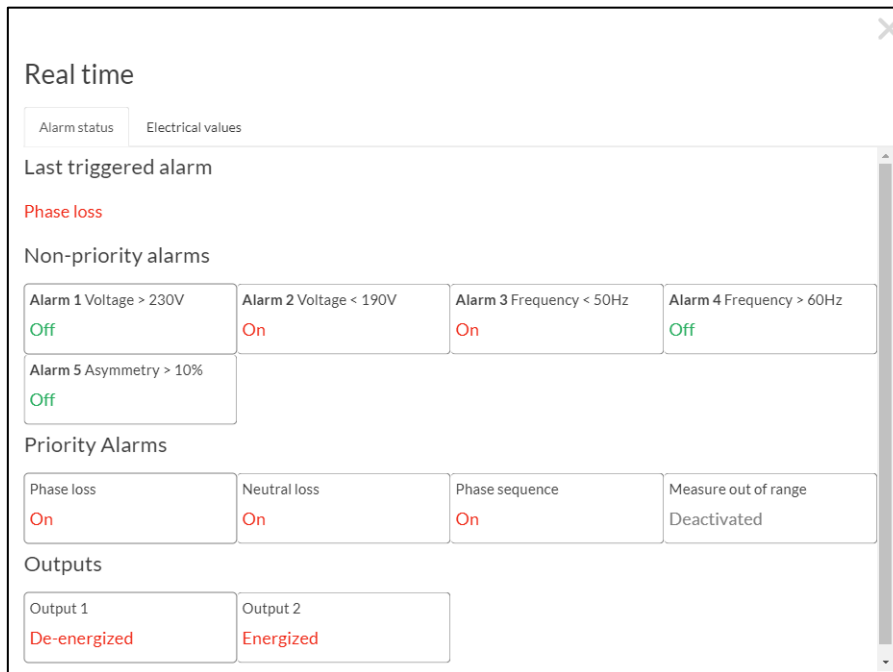 Real time
Alarm status Electrical values
Last triggered alarm
Phase loss
Non-priority alarms
Alarm 1 Voltage > 230V Alarm 2 Voltage < 190V Alarm 3 Frequency < 50Hz Alarm 4 Frequency > 60Hz
Off On On Off
Alarm 5 Asymmetry > 10%
Off
Priority Alarms
Phase loss Neutral loss Phase sequence Measure out of range
On On On Deactivated
Outputs
Output 1 Output 2
De-energized Energized